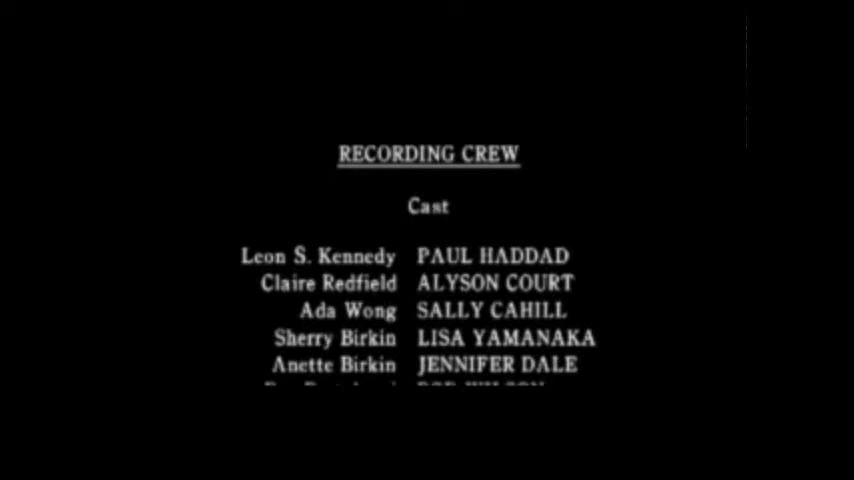 RECORDING CREW
Cast
Leon S. Kennedy PAUL HADDAD
Claire Redfield ALYSON COURT
Ada Wong SALLY CAHILL
Sherry Birkin LISA YAMANAKA
Anette Birkin JENNIFER DALE